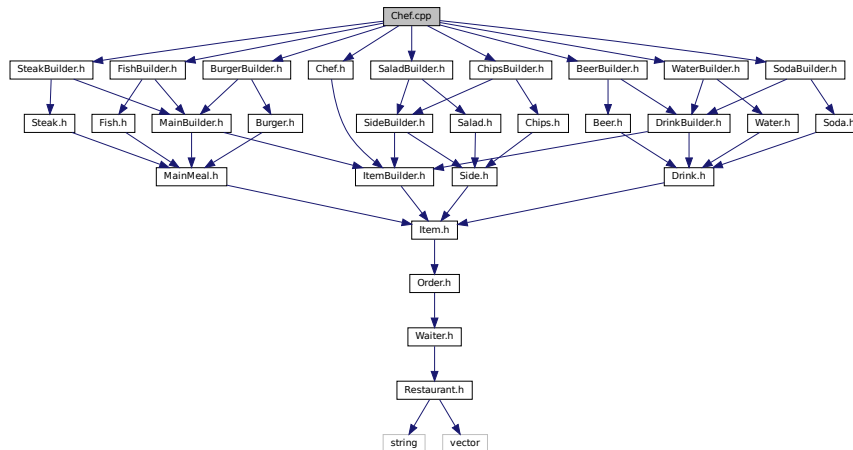 Chef.cpp
SteakBuilder.h
FishBuilder.h
BurgerBuilder.h
Chef.h
SaladBuilder.h
ChipsBuilder.h
BeerBuilder.h
WaterBuilder.h
SodaBuilder.h
Steak.h
Fish.h
MainBuilder.h
Burger.h
SideBuilder.h
Salad.h
Chips.h
Beer.h
DrinkBuilder.h
Water.h
Soda.h
MainMeal.h
ItemBuilder.h
Side.h
Drink.h
Item.h
Order.h
Waiter.h
Restaurant.h
string
vector